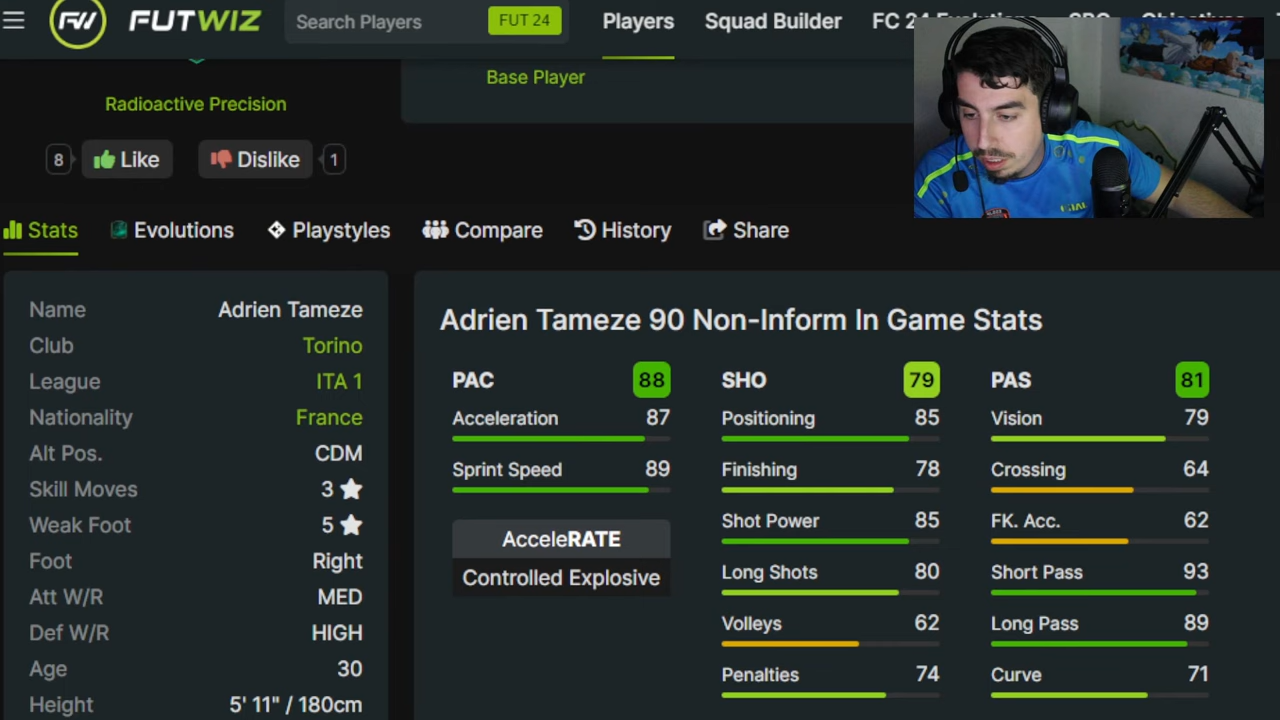 FW FUTWIZ Search Players FUT 24 Players Squad Builder FC 24
Base Player
Radioactive Precision
8 Like Dislike 1
Stats Evolutions Playstyles Compare History Share
Name Adrien Tameze
Club Torino
League ITA 1
Nationality France
Alt Pos. CDM
Skill Moves 3
Weak Foot 5
Foot Right
Att W/R MED
Def W/R HIGH
Age 30
Height 5' 11" / 180cm
Adrien Tameze 90 Non-Inform In Game Stats
PAC 88
Acceleration 87
Sprint Speed 89
AcceleRATE
Controlled Explosive
SHO 79
Positioning 85
Finishing 78
Shot Power 85
Long Shots 80
Volleys 62
Penalties 74
PAS 81
Vision 79
Crossing 64
FK. Acc. 62
Short Pass 93
Long Pass 89
Curve 71